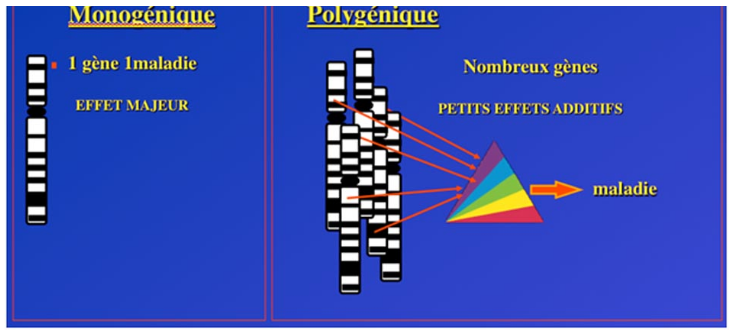 Monogénique
1 gène 1maladie
EFFET MAJEUR
Polygénique
Nombreux gènes
PETITS EFFETS ADDITIFS
maladie